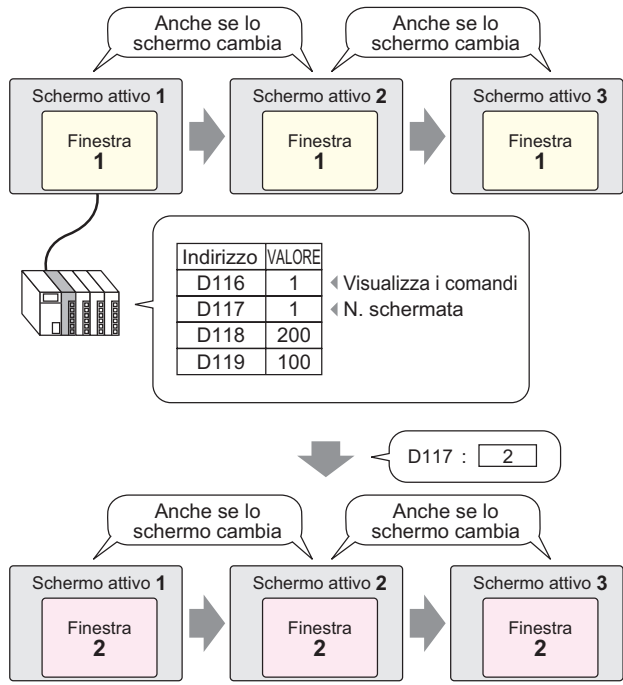 Anche se lo
schermo cambia
Anche se lo
schermo cambia
Schermo attivo 1
Finestra
1
Schermo attivo 2
Finestra
1
Schermo attivo 3
Finestra
1
Indirizzo VALORE
D116 1 Visualizza i comandi
D117 1 N. schermata
D118 200
D119 100
D117 : 2
Anche se lo
schermo cambia
Anche se lo
schermo cambia
Schermo attivo 1
Finestra
2
Schermo attivo 2
Finestra
2
Schermo attivo 3
Finestra
2